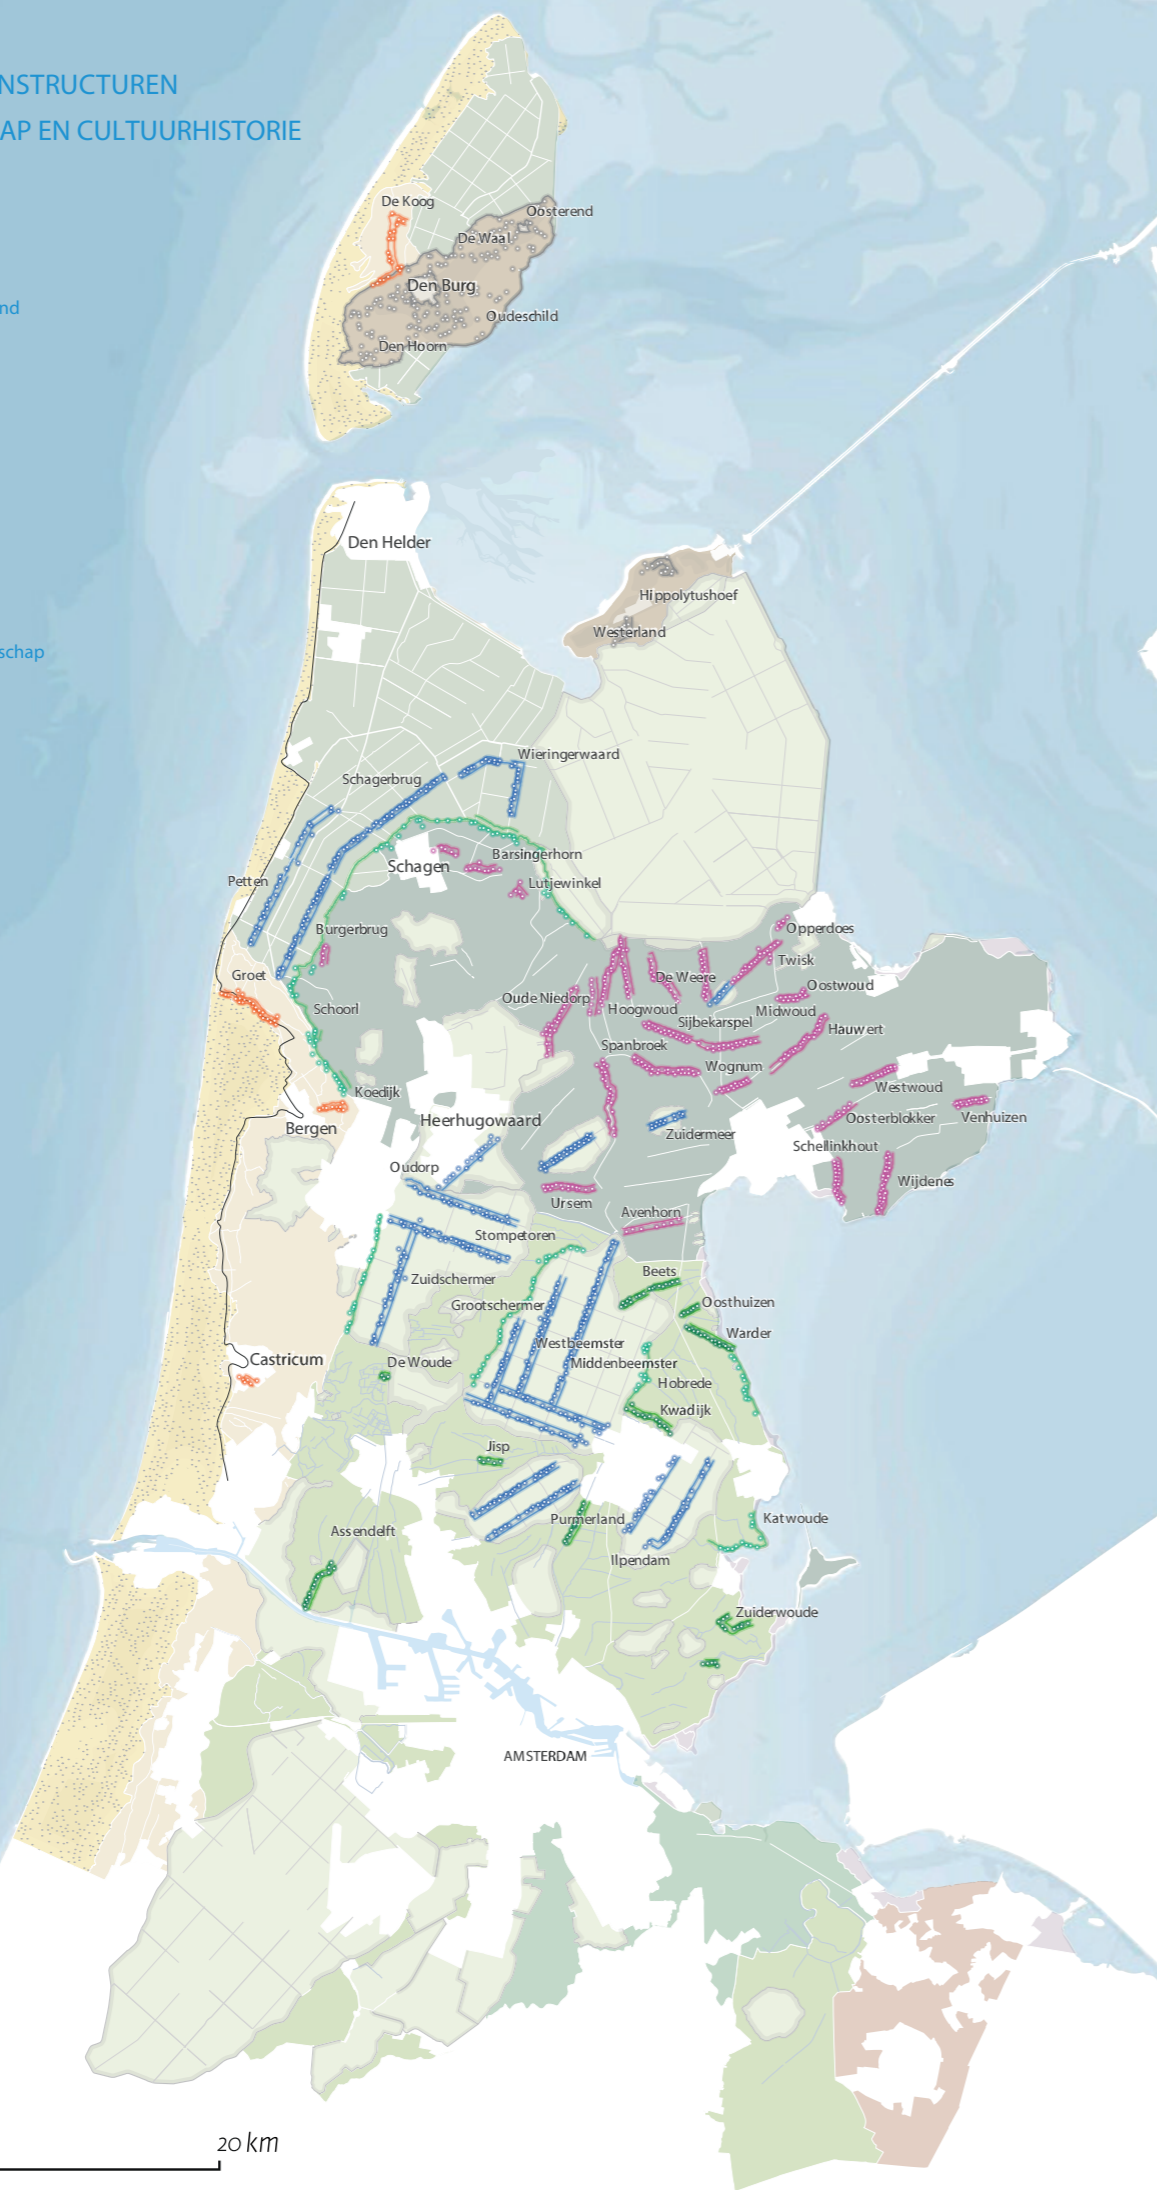 NSTRUCTUREN
AP EN CULTUURHISTORIE
De Koog
Oosterend
De Waal
Den Burg
nd
Oudeschild
Den Hoorn
Den Helder
Hippolytushoef
Westerland
schap
Wieringerwaard
Schagerbrug
Barsingerhorn
Schagen
Petten
Lutjewinkel
Burgerbrug
Opperdoes
Twisk
Groet
De Weere
Oostwoud
Oude Niedorp
Schoorl
Hoogwoud
Midwoud
Sijbekarspel
Hauwert
Spanbroek
Wognum
Koedijk
Westwoud
Heerhugowaard
Oosterblokker
Venhuizen
Bergen
Zuidermeer
Schellinkhout
Oudorp
Wijdenes
Ursem
Avenhorn
Stompetoren
Beets
Zuidschermer
Oosthuizen
Grootschermer
Warder
Westbeemster
Castricum
De Woude
Middenbeemster
Hobrede
Kwadijk
Jisp
Katwoude
Purmerland
Assendelft
Ilpendam
Zuiderwoude
AMSTERDAM
20 km